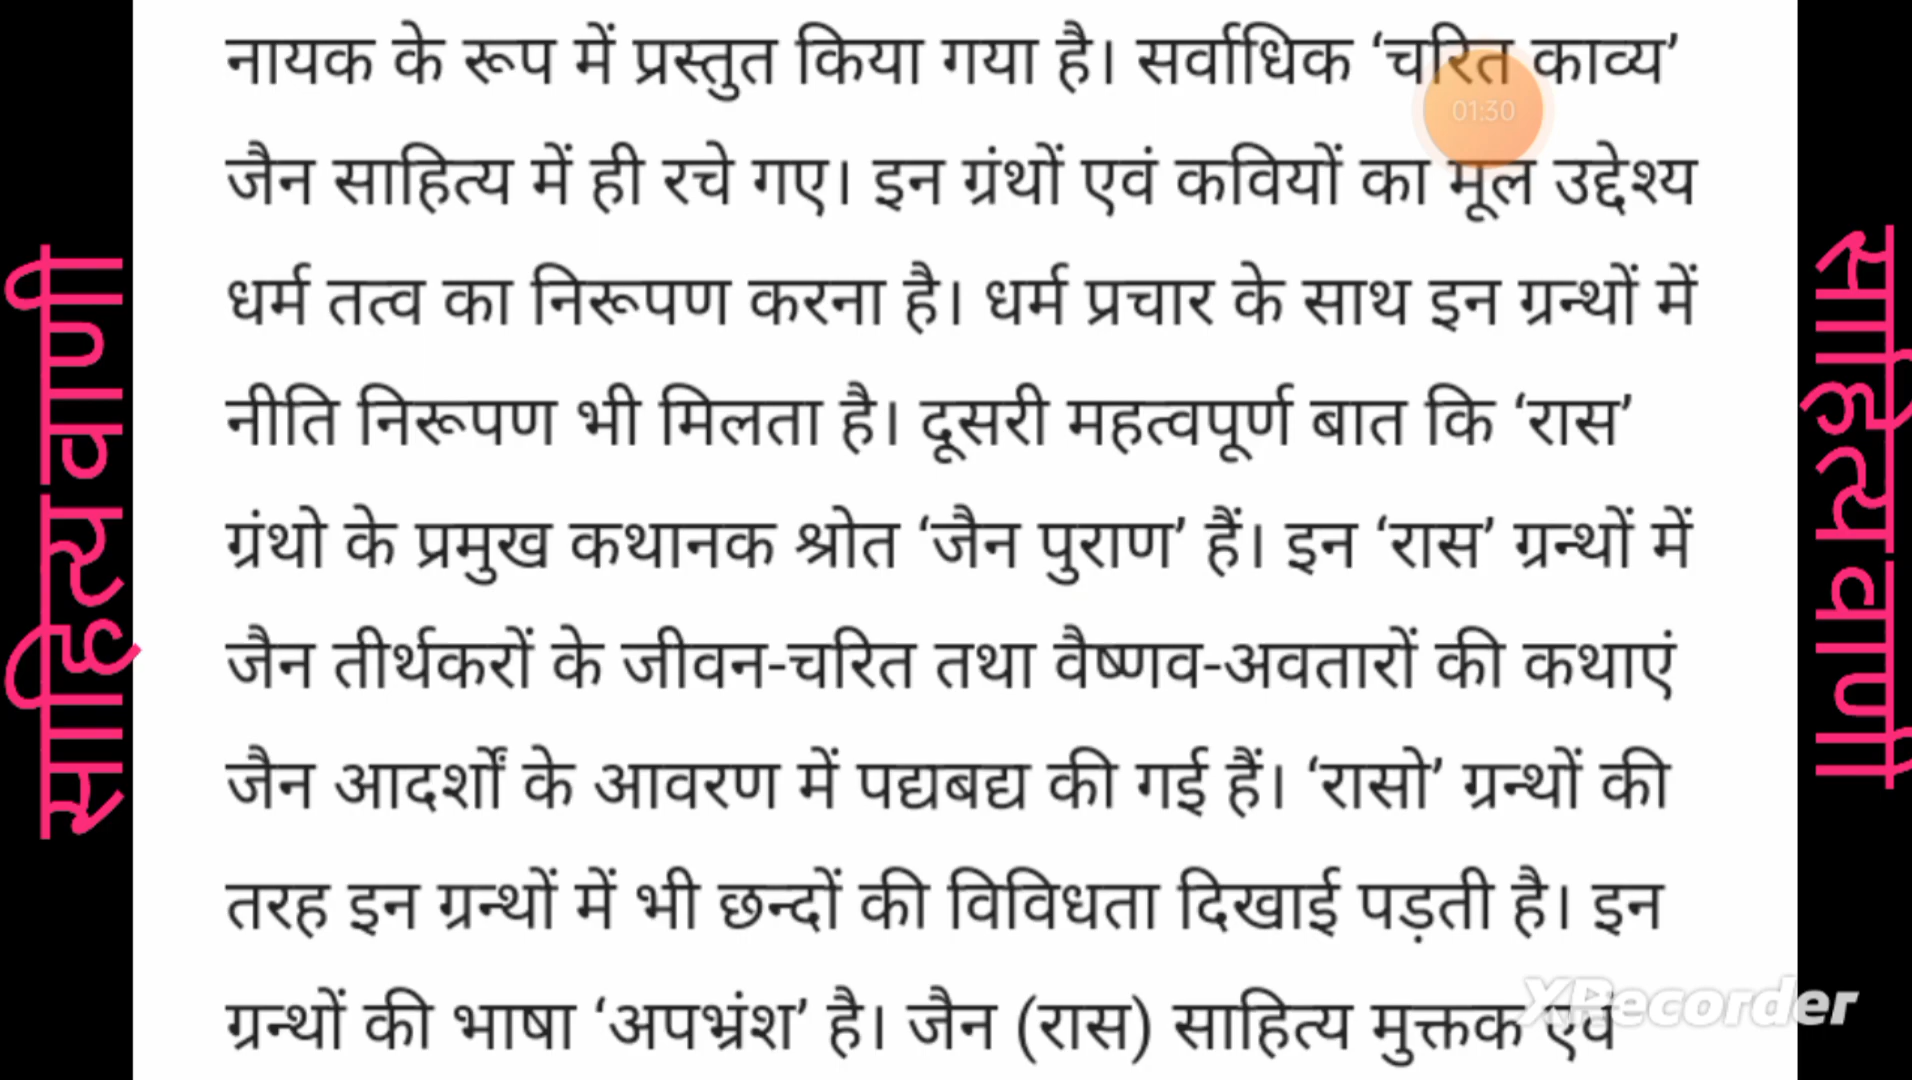 नायक के रूप में प्रस्तुत किया गया है। सर्वाधिक ‘चरित काव्य’
01:30
जैन साहित्य में ही रचे गए। इन ग्रंथों एवं कवियों का मूल उद्देश्य
धर्म तत्व का निरूपण करना है। धर्म प्रचार के साथ इन ग्रन्थों में
नीति निरूपण भी मिलता है। दूसरी महत्वपूर्ण बात कि ‘रास’
ग्रंथो के प्रमुख कथानक श्रोत ‘जैन पुराण’ हैं। इन ‘रास’ ग्रन्थों में
जैन तीर्थकरों के जीवन-चरित तथा वैष्णव-अवतारों की कथाएं
जैन आदर्शों के आवरण में पद्यबद्य की गई हैं। ‘रासो’ ग्रन्थों की
तरह इन ग्रन्थों में भी छन्दों की विविधता दिखाई पड़ती है। इन
ग्रन्थों की भाषा ‘अपभ्रंश’ है। जैन (रास) साहित्य मुक्तक एवं
साहित्यवाणी
साहित्यवाणी
XRecorder